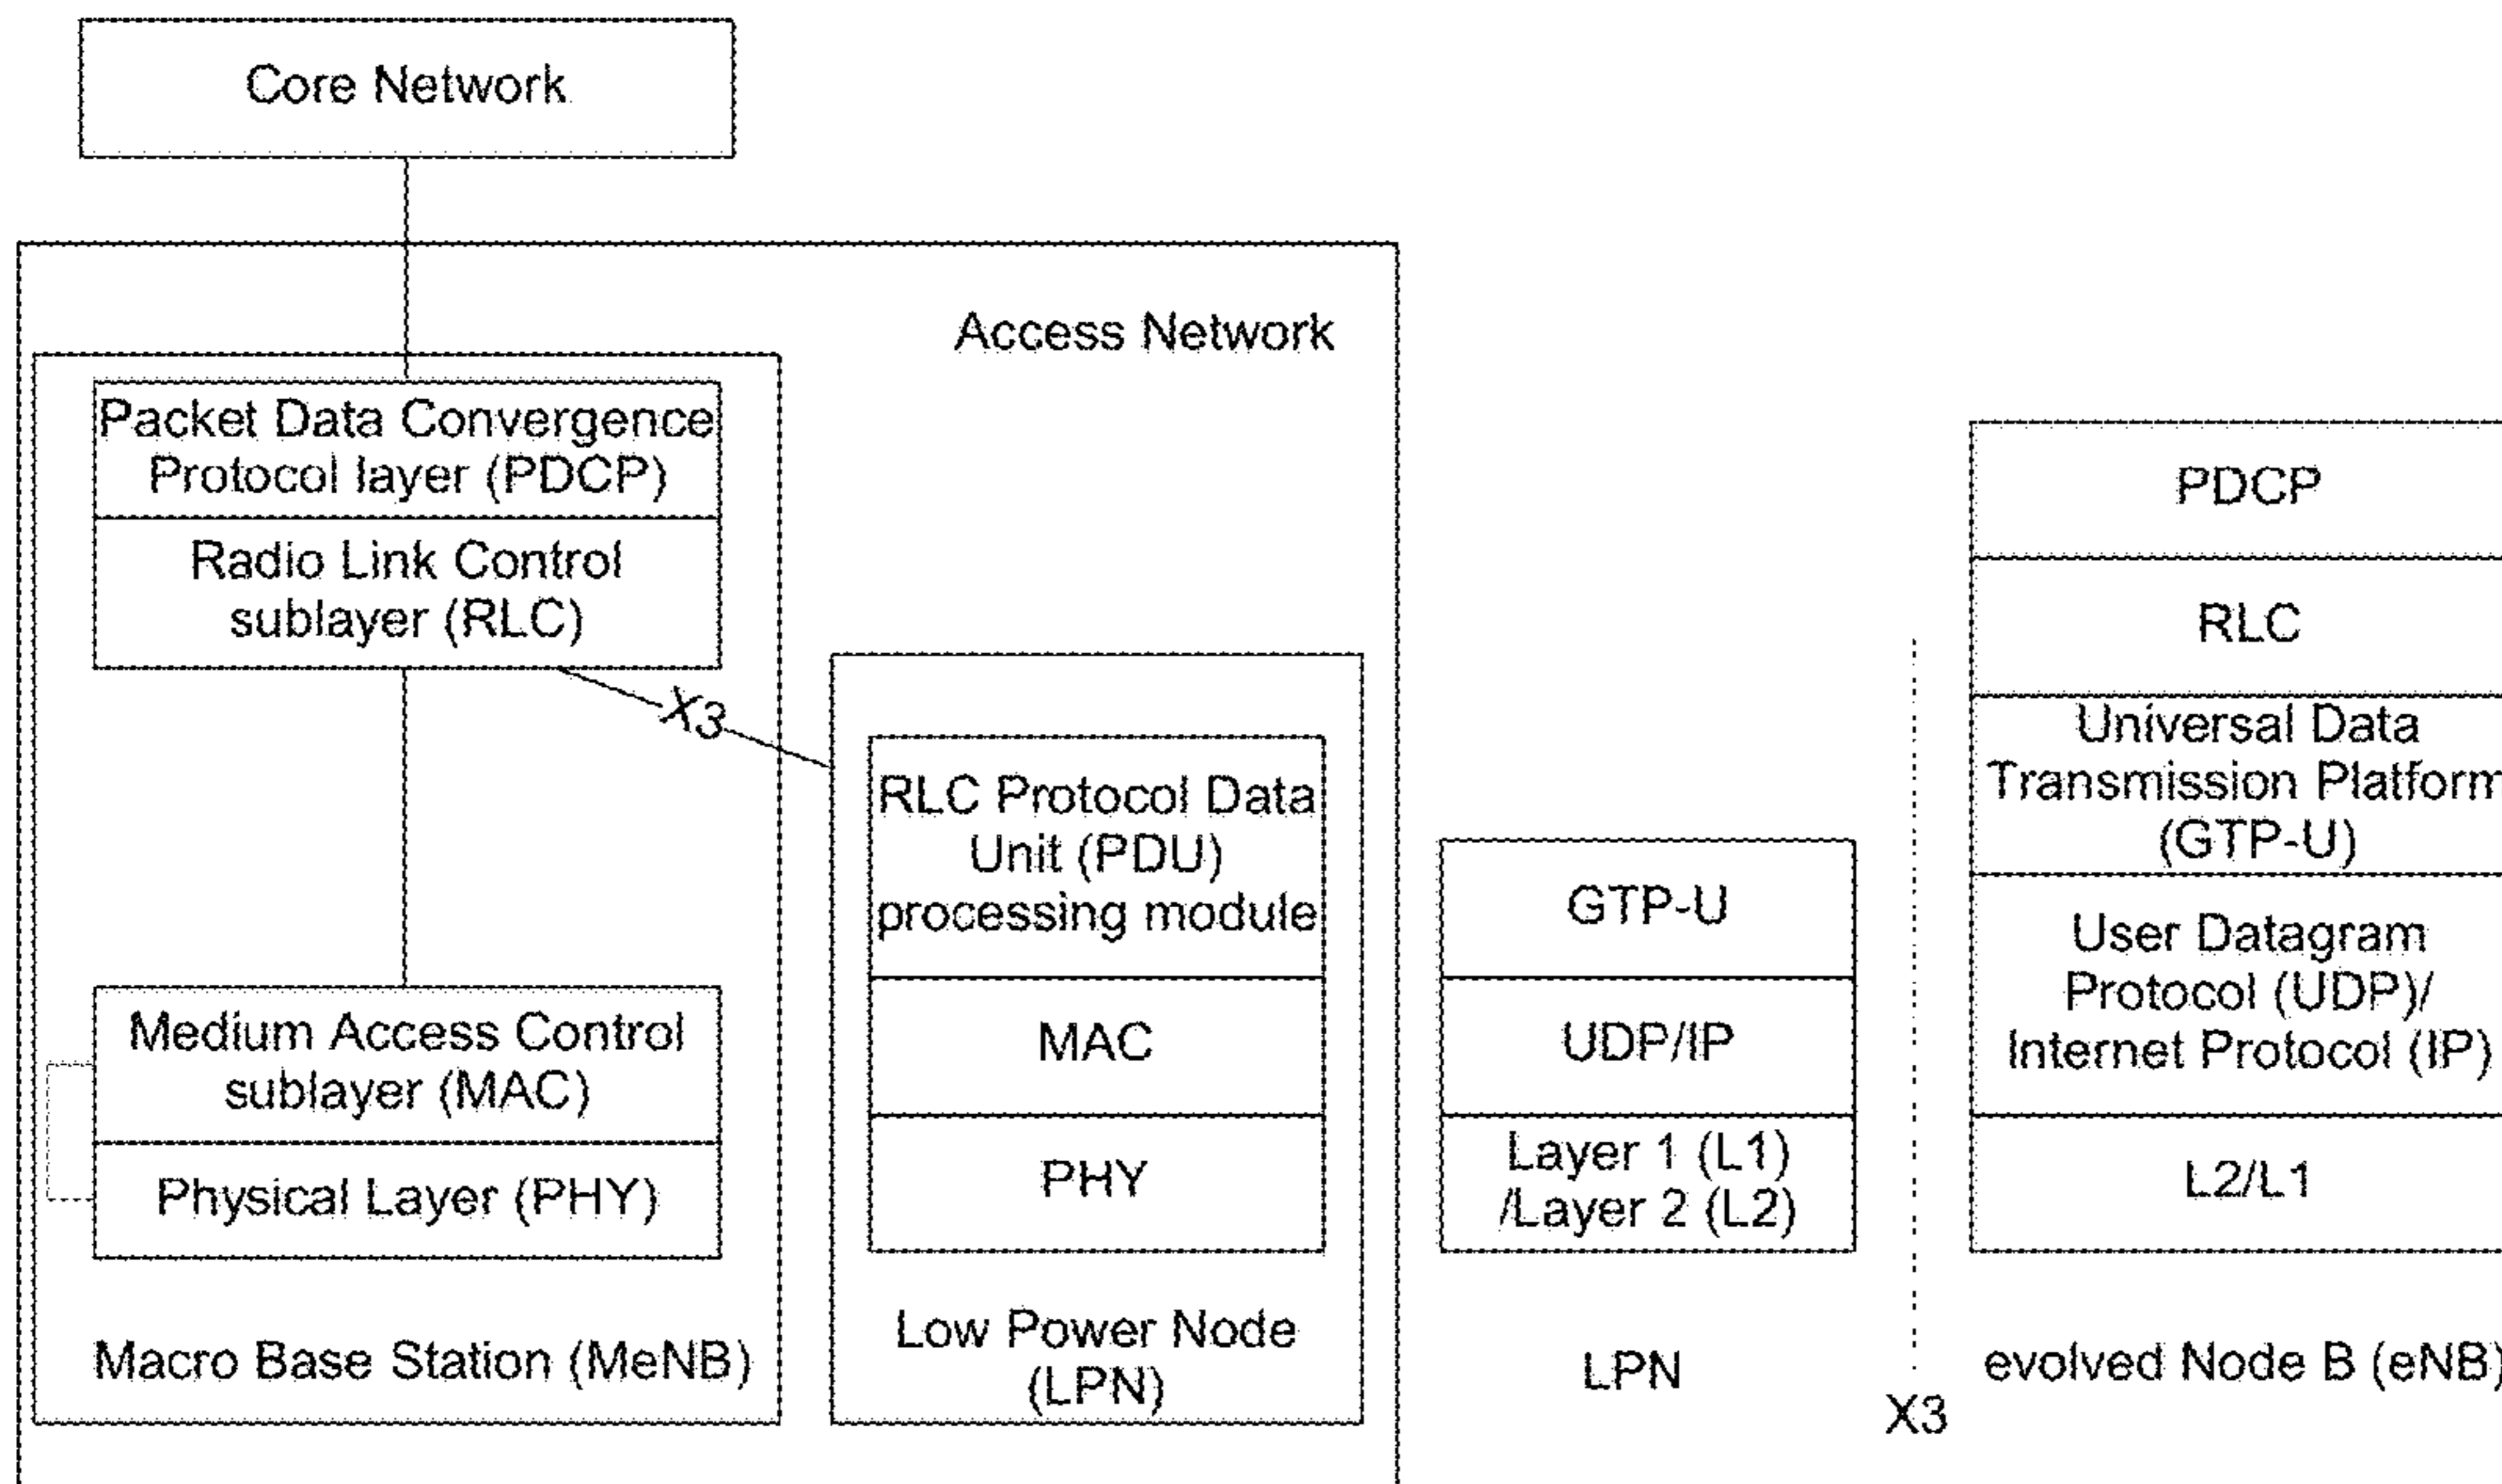 Core Network
Access Network
Packet Data Convergence
Protocol layer (PDCP)
Radio Link Control
sublayer (RLC)
X3
Medium Access Control
sublayer (MAC)
Physical Layer (PHY)
Macro Base Station (MeNB)
RLC Protocol Data
Unit (PDU)
processing module
MAC
PHY
Low Power Node
(LPN)
GTP-U
UDP/IP
Layer 1 (L1)
/Layer 2 (L2)
LPN
X3
PDCP
RLC
Universal Data
Transmission Platform
(GTP-U)
User Datagram
Protocol (UDP)/
Internet Protocol (IP)
L2/L1
evolved Node B (eNB)